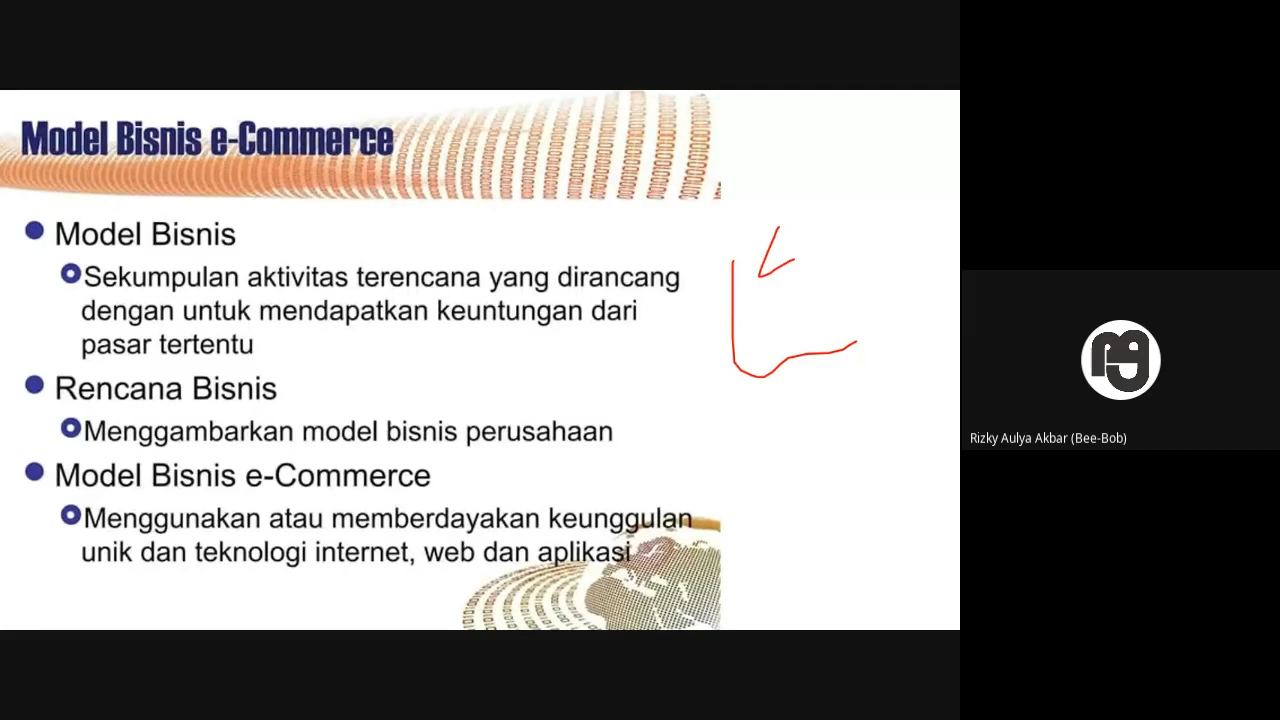 Model Bisnis e-Commerce
Model Bisnis
Sekumpulan aktivitas terencana yang dirancang
dengan untuk mendapatkan keuntungan dari
pasar tertentu
Rencana Bisnis
Menggambarkan model bisnis perusahaan
Model Bisnis e-Commerce
Menggunakan atau memberdayakan keunggulan
unik dan teknologi internet, web dan aplikasi
Rizky Aulya Akbar (Bee-Bob)